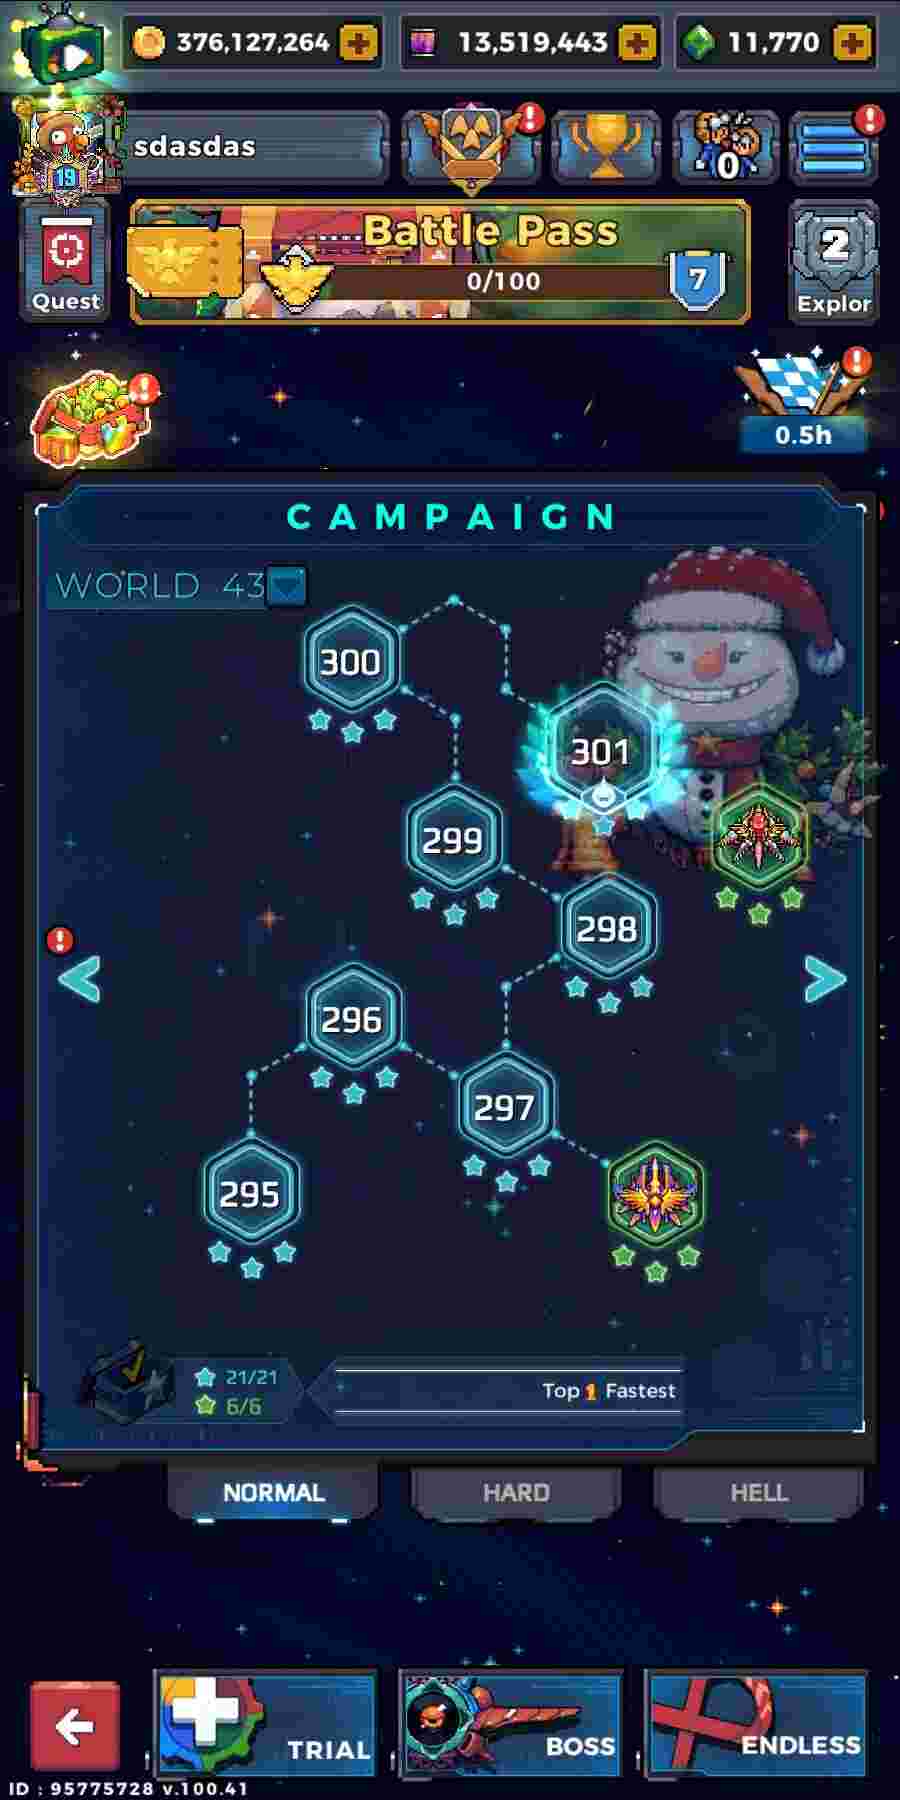 376,127,264
13,519,443
11,770
19
sdasdas
0
Quest
Battle Pass
0/100
7
2
Explor
0.5h
CAMPAIGN
WORLD 43
300
301
299
298
296
297
295
21/21
6/6
Top 1 Fastest
NORMAL
HARD
HELL
TRIAL
BOSS
ENDLESS
ID : 95775728 v.100.41